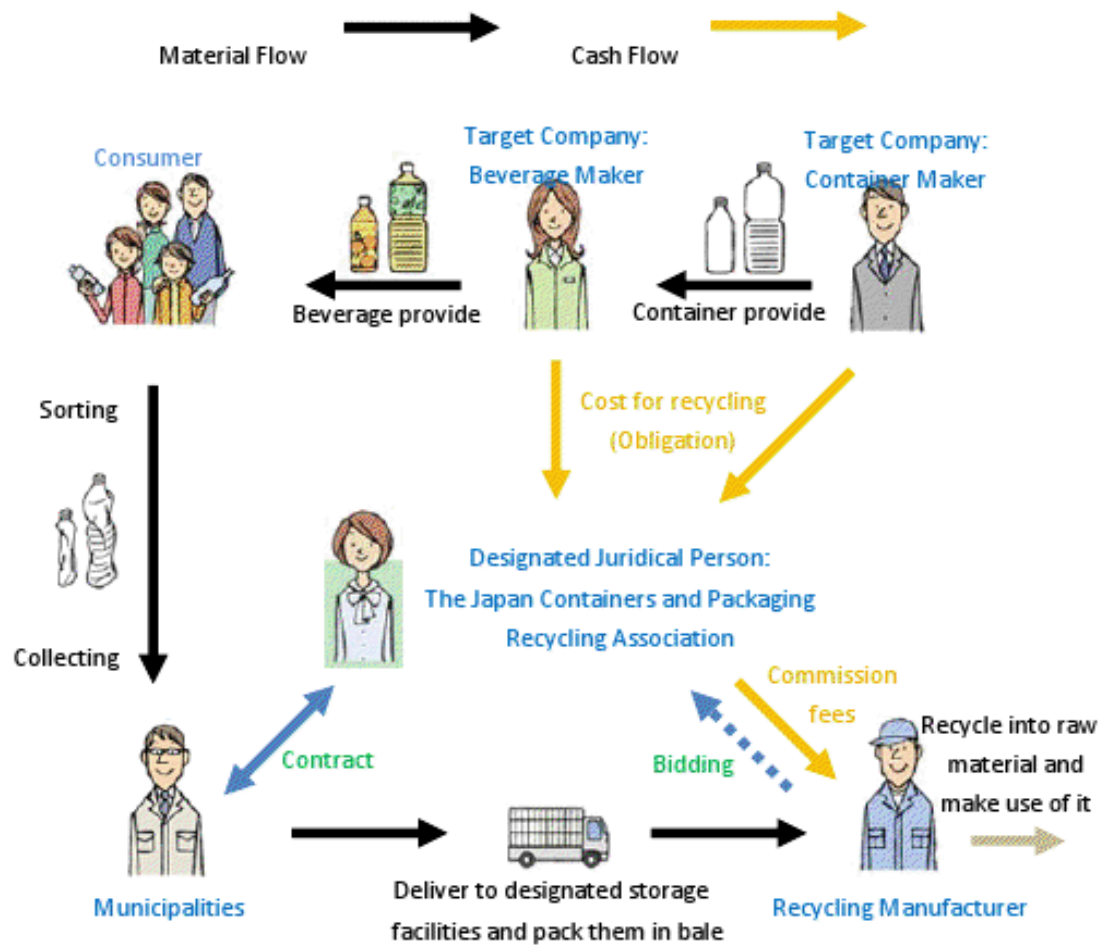 Material Flow
Cash Flow
Consumer
Target Company:
Beverage Maker
Target Company:
Container Maker
Beverage provide
Container provide
Sorting
Cost for recycling
(Obligation)
Collecting
Designated Juridical Person:
The Japan Containers and Packaging
Recycling Association
Contract
Bidding
Commission
fees
Recycle into raw
material and
make use of it
Municipalities
Deliver to designated storage
facilities and pack them in bale
Recycling Manufacturer